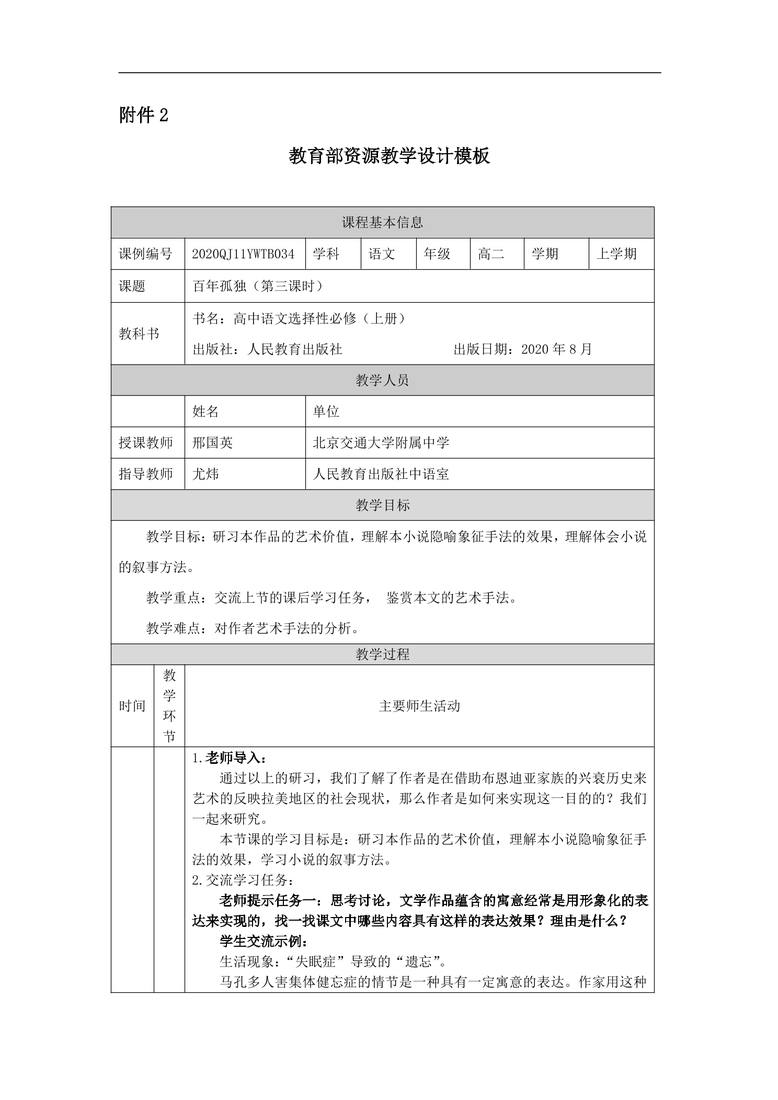 附件 2
教育部资源教学设计模板
课程基本信息
课例编号 2020QJ11YWTB034 学科 语文 年级 高二 学期 上学期
课题 百年孤独（第三课时）
教科书
书名：高中语文选择性必修（上册）
出版社：人民教育出版社 出版日期：2020 年 8 月
教学人员
姓名 单位
授课教师 邢国英 北京交通大学附属中学
指导教师 尤炜 人民教育出版社中语室
教学目标
教学目标：研习本作品的艺术价值，理解本小说隐喻象征手法的效果，理解体会小说
的叙事方法。
教学重点：交流上节的课后学习任务， 鉴赏本文的艺术手法。
教学难点：对作者艺术手法的分析。
教学过程
时间 教学环节 主要师生活动
1.老师导入：
通过以上的研习，我们了解了作者是在借助布恩迪亚家族的兴衰历史来
艺术的反映拉美地区的社会现状，那么作者是如何来实现这一目的的？我们
一起来研究。
本节课的学习目标是：研习本作品的艺术价值，理解本小说隐喻象征手
法的效果，学习小说的叙事方法。
2.交流学习任务：
老师提示任务一：思考讨论，文学作品蕴含的寓意经常是用形象化的表
达来实现的，找一找课文中哪些内容具有这样的表达效果？理由是什么？
学生交流示例：
生活现象：“失眠症”导致的“遗忘”。
马孔多人害集体健忘症的情节是一种具有一定寓意的表达。作家用这种